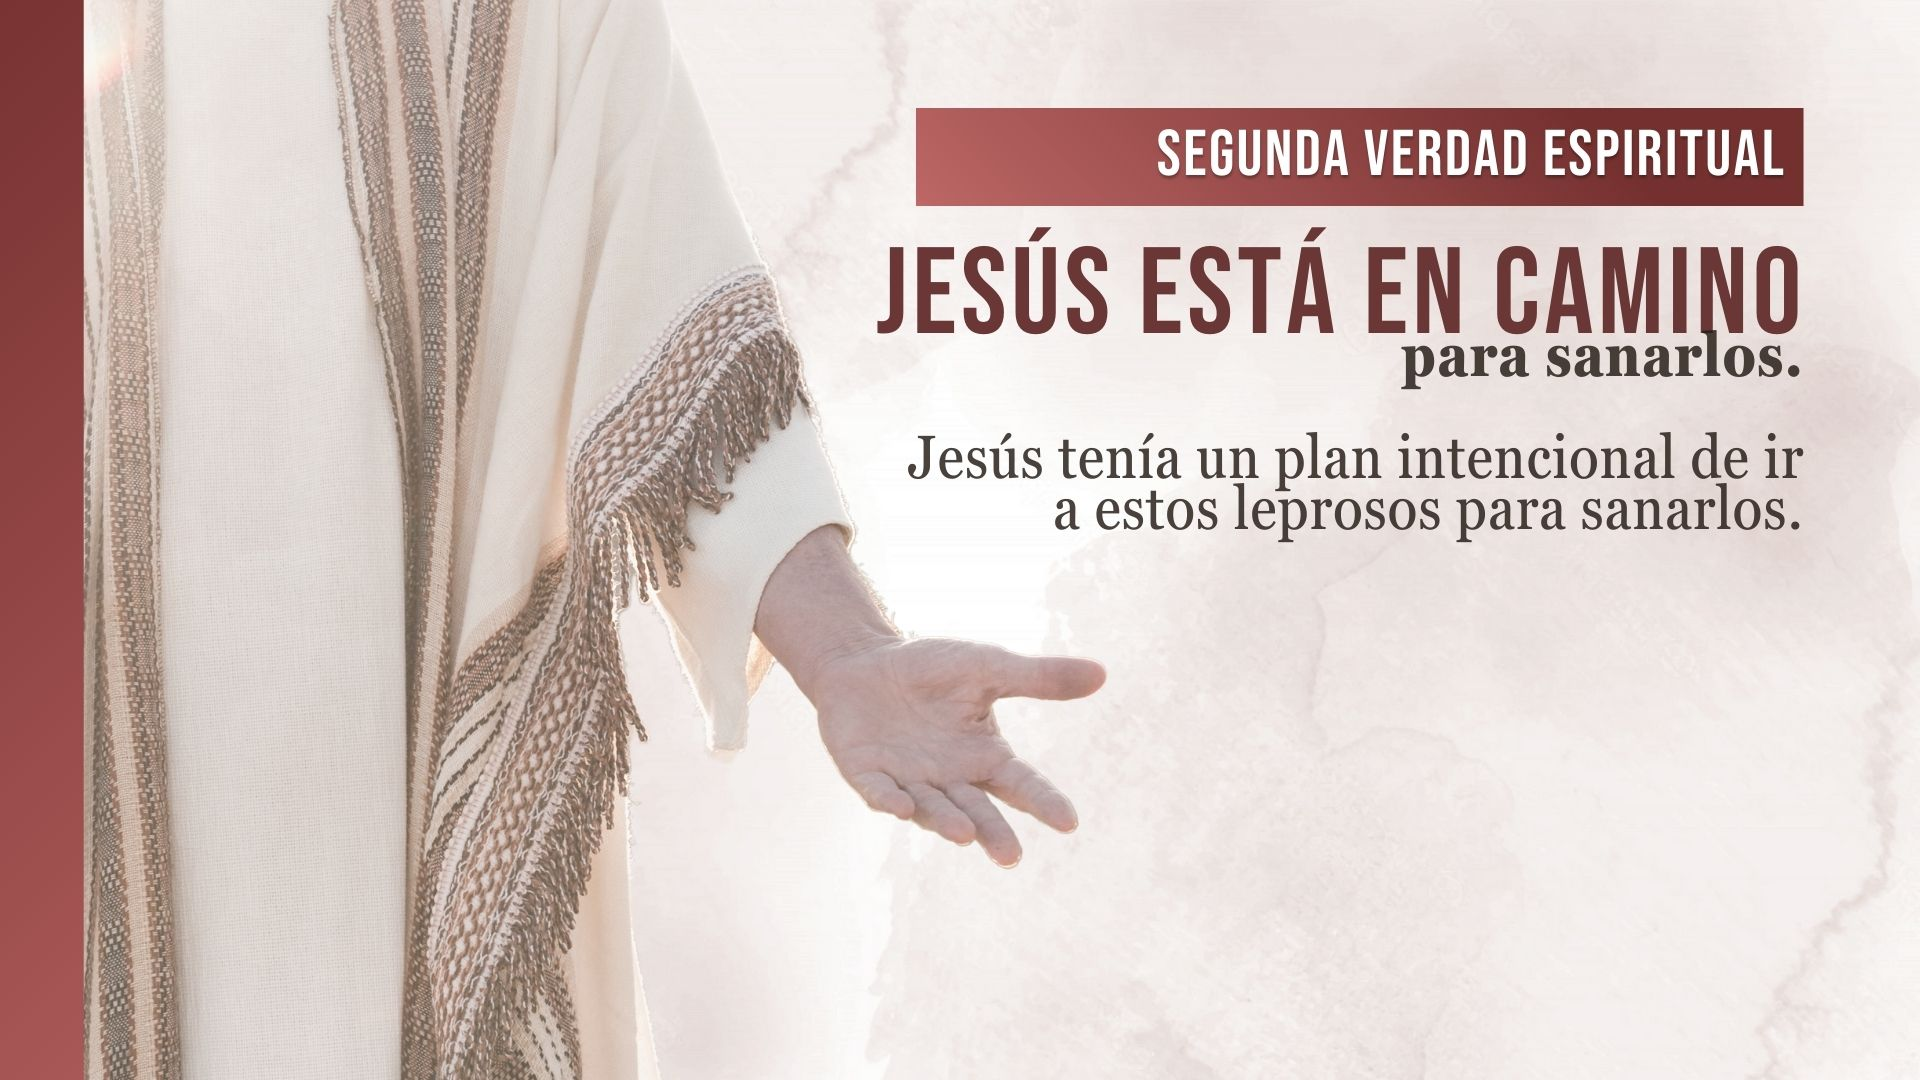 SEGUNDA VERDAD ESPIRITUAL
JESÚS ESTÁ EN CAMINO
para sanarlos.
Jesús tenía un plan intencional de ir
a estos leprosos para sanarlos.